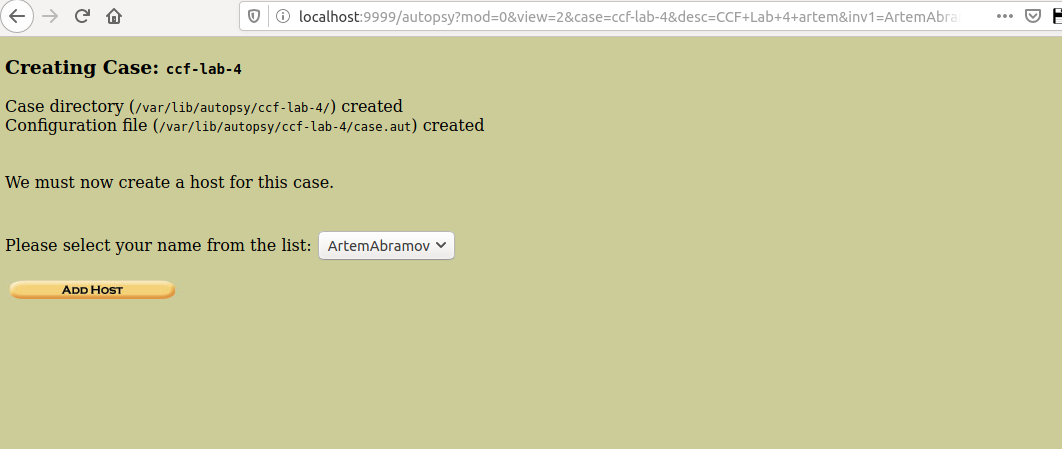 localhost:9999/autopsy?mod=0&view=2&case=ccf-lab-4&desc=CCF+Lab+4+artem&inv1=ArtemAbra
Creating Case: ccf-lab-4
Case directory (/var/lib/autopsy/ccf-lab-4/) created
Configuration file (/var/lib/autopsy/ccf-lab-4/case.aut) created
We must now create a host for this case.
Please select your name from the list: ArtemAbramov
ADD HOST